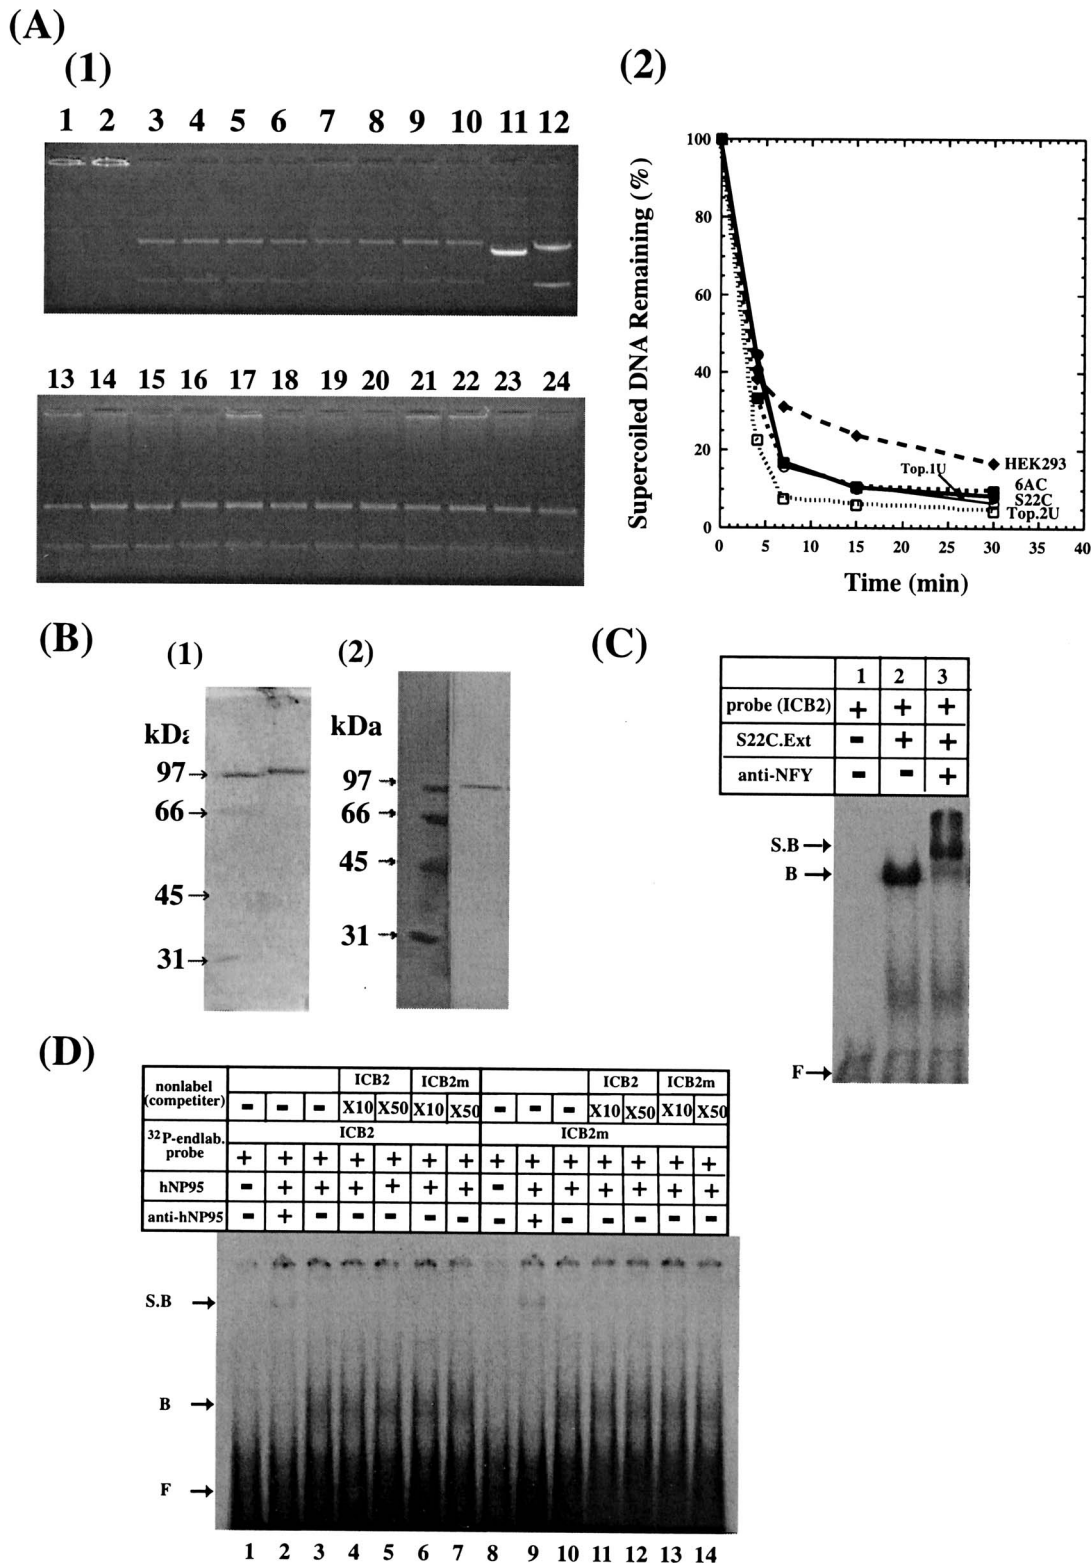 (A)
(1)
1 2 3 4 5 6 7 8 9 10 11 12
13 14 15 16 17 18 19 20 21 22 23 24
(2)
Supercoiled DNA Remaining (%)
100
80
60
40
20
0
0 5 10 15 20 25 30 35 40
Time (min)
HEK293
Top.1U
6AC
S22C
Top.2U
(B)
(1)
kDa
97
66
45
31
(2)
kDa
97
66
45
31
(C)
1 2 3
probe (ICB2) + + +
S22C.Ext - + +
anti-NFY - - +
S.B
B
F
(D)
ICB2 ICB2m ICB2 ICB2m
nonlabel
(competiter) - - - X10 X50 X10 X50 - - - X10 X50 X10 X50
ICB2 ICB2m
32P-endlab.
probe + + + + + + + + + + + + + +
hNP95 - + + + + + + - + + + + + +
anti-hNP95 - + - - - - - - + - - - - -
S.B
B
F
1 2 3 4 5 6 7 8 9 10 11 12 13 14